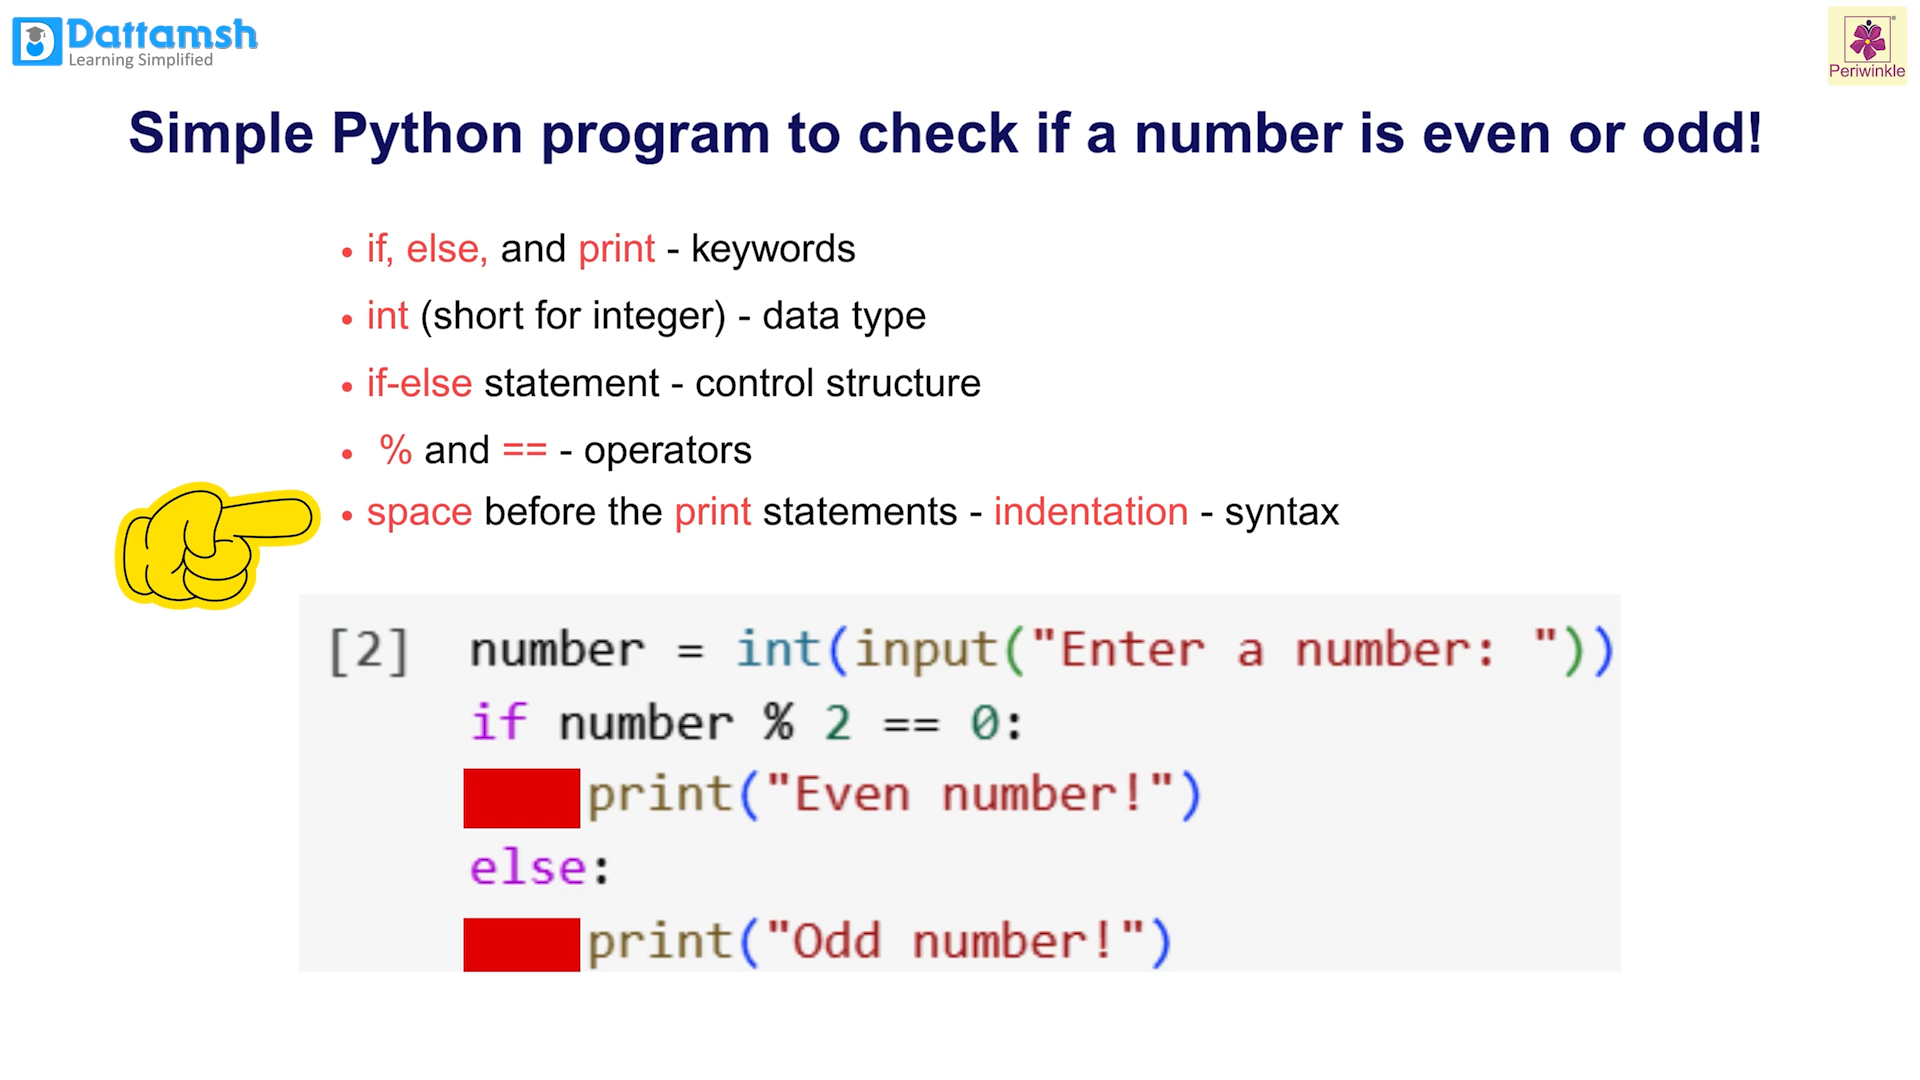 Dattamsh
Learning Simplified
Periwinkle
Simple Python program to check if a number is even or odd!
• if, else, and print - keywords
• int (short for integer) - data type
• if-else statement - control structure
• % and == - operators
• space before the print statements - indentation - syntax
[2] number = int(input("Enter a number: "))
if number % 2 == 0:
print("Even number!")
else:
print("Odd number!")